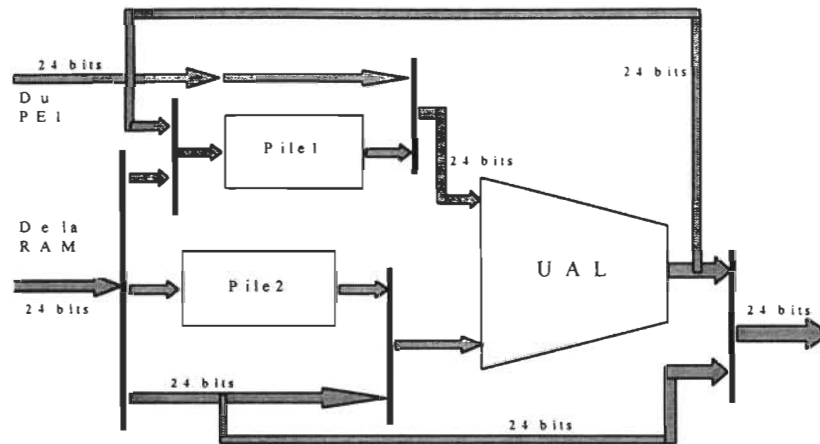 24 bits
24 bits
Du
PE1
Pile1
24 bits
De la
RAM
UAL
Pile2
24 bits
24 bits
24 bits
24 bits